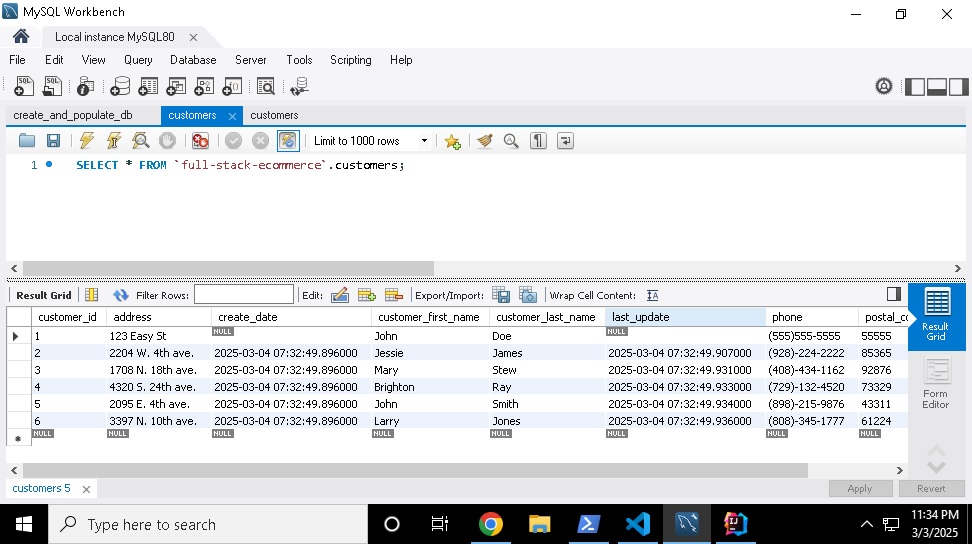 MySQL Workbench
Local instance MySQL80
File Edit View Query Database Server Tools Scripting Help
create_and_populate_db customers customers
Limit to 1000 rows
1 SELECT * FROM `full-stack-ecommerce`.customers;
Result Grid Filter Rows: Edit: Export/Import: Wrap Cell Content:
customer_id address create_date customer_first_name customer_last_name last_update phone postal_co
1 123 Easy St NULL John Doe NULL (555)555-5555 55555
2 2204 W. 4th ave. 2025-03-04 07:32:49.896000 Jessie James 2025-03-04 07:32:49.907000 (928)-224-2222 85365
3 1708 N. 18th ave. 2025-03-04 07:32:49.896000 Mary Stew 2025-03-04 07:32:49.931000 (408)-434-1162 92876
4 4320 S. 24th ave. 2025-03-04 07:32:49.896000 Brighton Ray 2025-03-04 07:32:49.933000 (729)-132-4520 73329
5 2095 E. 4th ave. 2025-03-04 07:32:49.896000 John Smith 2025-03-04 07:32:49.934000 (898)-215-9876 43311
6 3397 N. 10th ave. 2025-03-04 07:32:49.896000 Larry Jones 2025-03-04 07:32:49.936000 (808)-345-1777 61224
NULL NULL NULL NULL NULL NULL NULL NULL
Result
Grid
Form
Editor
customers 5
Apply Revert
Type here to search
11:34 PM
3/3/2025